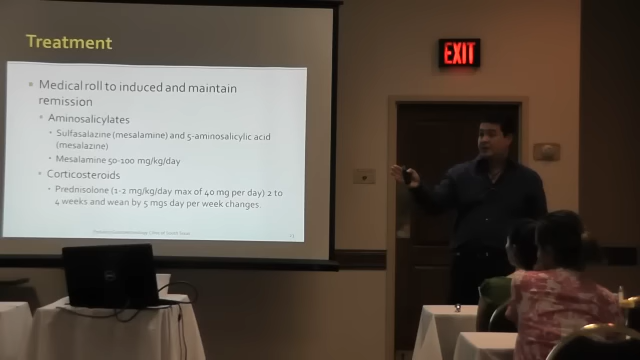 Treatment
Medical roll to induced and maintain
remission
Aminosalicylates
Sulfasalazine (mesalamine) and 5-aminosalicylic acid
(mesalazine)
Mesalamine 50-100 mg/kg/day
Corticosteroids
Prednisolone (1-2 mg/kg/day max of 40 mg per day) 2 to
4 weeks and wean by 5 mgs day per week changes.
EXIT